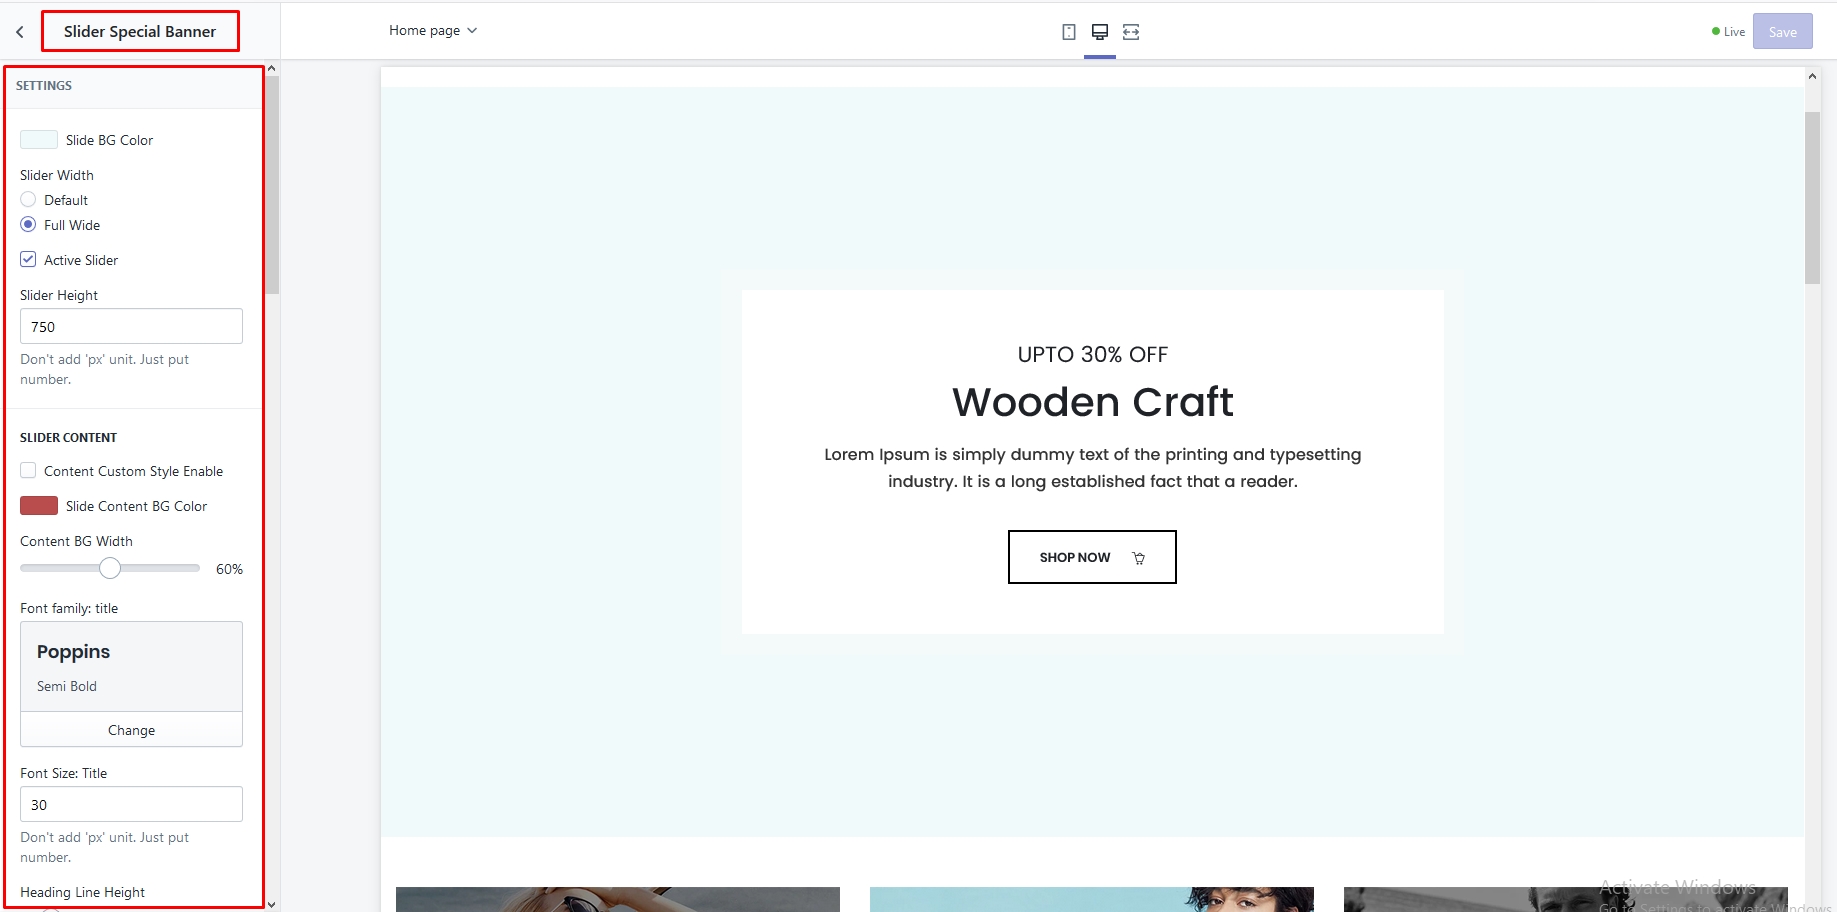 Slider Special Banner
Home page
Live
Save
SETTINGS
Slide BG Color
Slider Width
Default
Full Wide
Active Slider
Slider Height
750
Don't add 'px' unit. Just put
number.
SLIDER CONTENT
Content Custom Style Enable
Slide Content BG Color
Content BG Width
60%
Font family: title
Poppins
Semi Bold
Change
Font Size: Title
30
Don't add 'px' unit. Just put
number.
Heading Line Height
UPTO 30% OFF
Wooden Craft
Lorem Ipsum is simply dummy text of the printing and typesetting
industry. It is a long established fact that a reader.
SHOP NOW
Activate Windows
Go to Settings to activate Windows